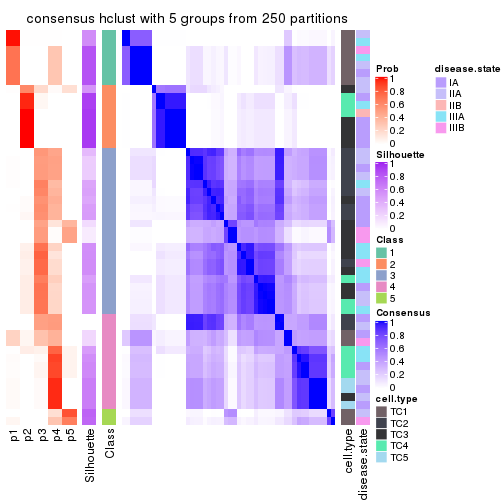 consensus hclust with 5 groups from 250 partitions
p1
p2
p3
p4
p5
Silhouette
Class
cell.type
disease.state
Prob
1
0.8
0.6
0.4
0.2
0
Silhouette
1
0.8
0.6
0.4
0.2
0
Class
1
2
3
4
5
Consensus
1
0.8
0.6
0.4
0.2
0
cell.type
TC1
TC2
TC3
TC4
TC5
disease.state
IA
IIA
IIB
IIIA
IIIB